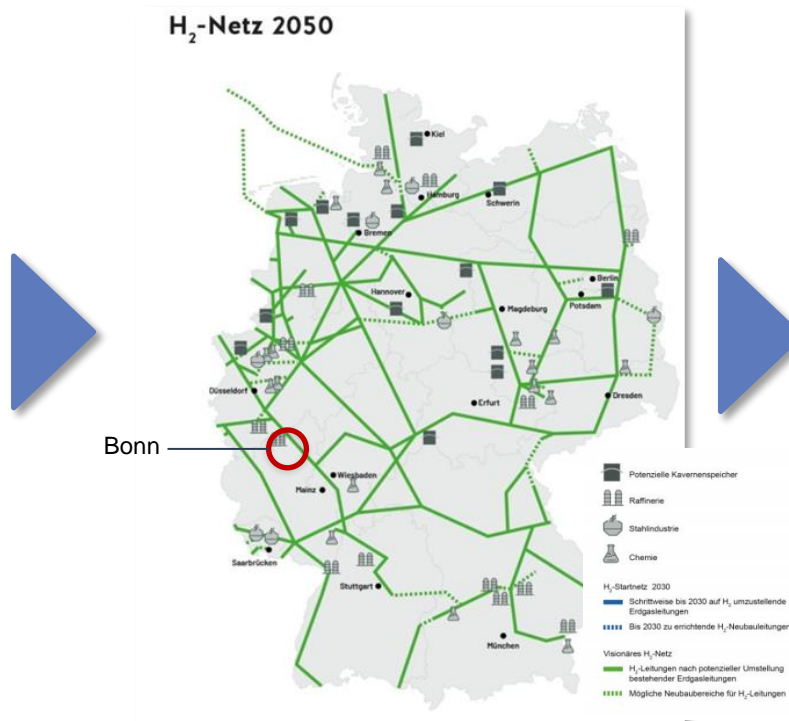 H₂-Netz 2050
Kiel
Hamburg
Schwerin
Bremen
Berlin
Hannover
Potsdam
Magdeburg
Düsseldorf
Erfurt
Dresden
Bonn
Wiesbaden
Mainz
Saarbrücken
Stuttgart
München
Potenzielle Kavernenspeicher
Raffinerie
Stahlindustrie
Chemie
H₂-Startnetz 2030
Schrittweise bis 2030 auf H₂ umzustellende
Erdgasleitungen
Bis 2030 zu errichtende H₂-Neubauleitungen
Visionäres H₂-Netz
H₂-Leitungen nach potenzieller Umstellung
bestehender Erdgasleitungen
Mögliche Neubaubereiche für H₂-Leitungen